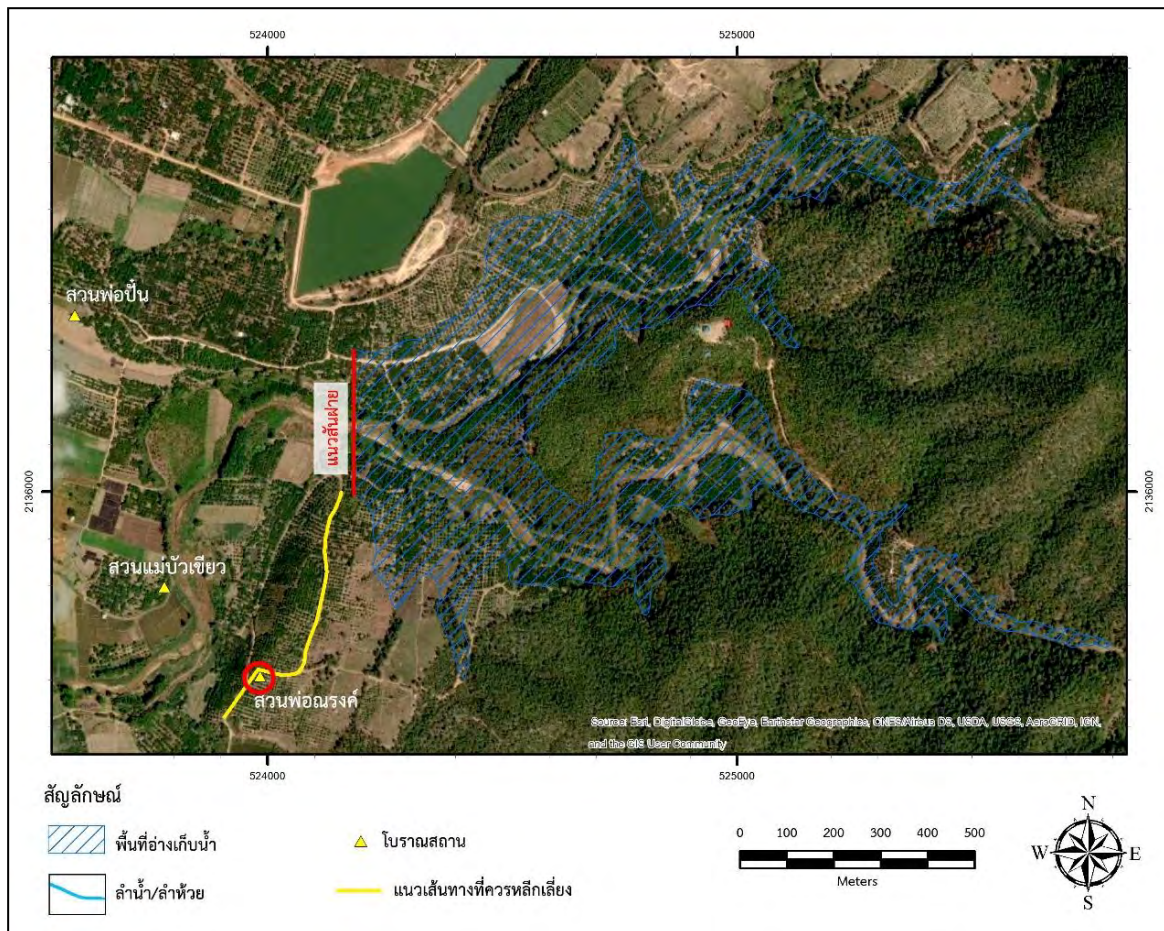 524000
525000
สวนพ่อปั๋น
แนวสันฝาย
2136000
2136000
สวนแม่บัวเขียว
สวนพ่อณรงค์
Source: Esri, DigitalGlobe, GeoEye, Earthstar Geographics, CNES/Airbus DS, USDA, USGS, AeroGRID, IGN,
and the GIS User Community
524000
525000
สัญลักษณ์
พื้นที่อ่างเก็บน้ำ
โบราณสถาน
ลำน้ำ/ลำห้วย
แนวเส้นทางที่ควรหลีกเลี่ยง
0 100 200 300 400 500
Meters
N
W E
S